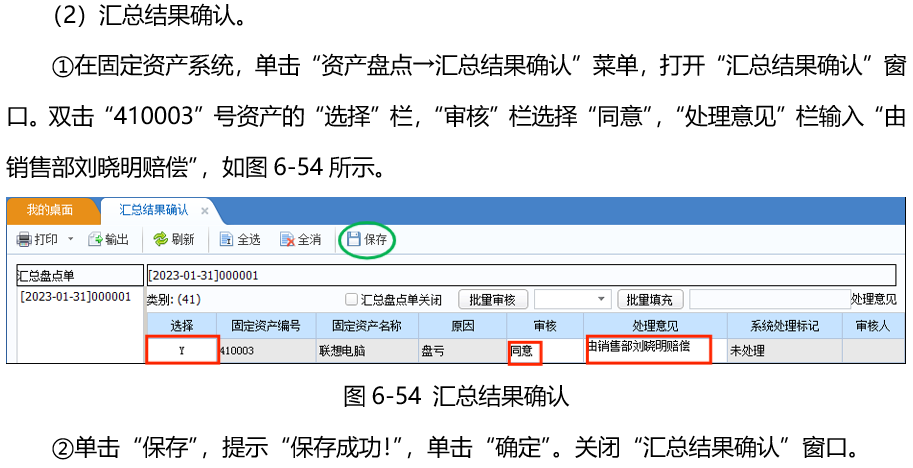 （2）汇总结果确认。
①在固定资产系统，单击“资产盘点→汇总结果确认”菜单，打开“汇总结果确认”窗
口。双击“410003”号资产的“选择”栏，“审核”栏选择“同意”，“处理意见”栏输入“由
销售部刘晓明赔偿”，如图 6-54 所示。
我的桌面 汇总结果确认 ×
打印 输出 刷新 全选 全消 保存
汇总盘点单 [2023-01-31]000001
[2023-01-31]000001 类别: (41) 汇总盘点单关闭 批量审核 批量填充 处理意见
选择 固定资产编号 固定资产名称 原因 审核 处理意见 系统处理标记 审核人
Y 410003 联想电脑 盘亏 同意 由销售部刘晓明赔偿 未处理
图 6-54 汇总结果确认
②单击“保存”，提示“保存成功！”，单击“确定”。关闭“汇总结果确认”窗口。